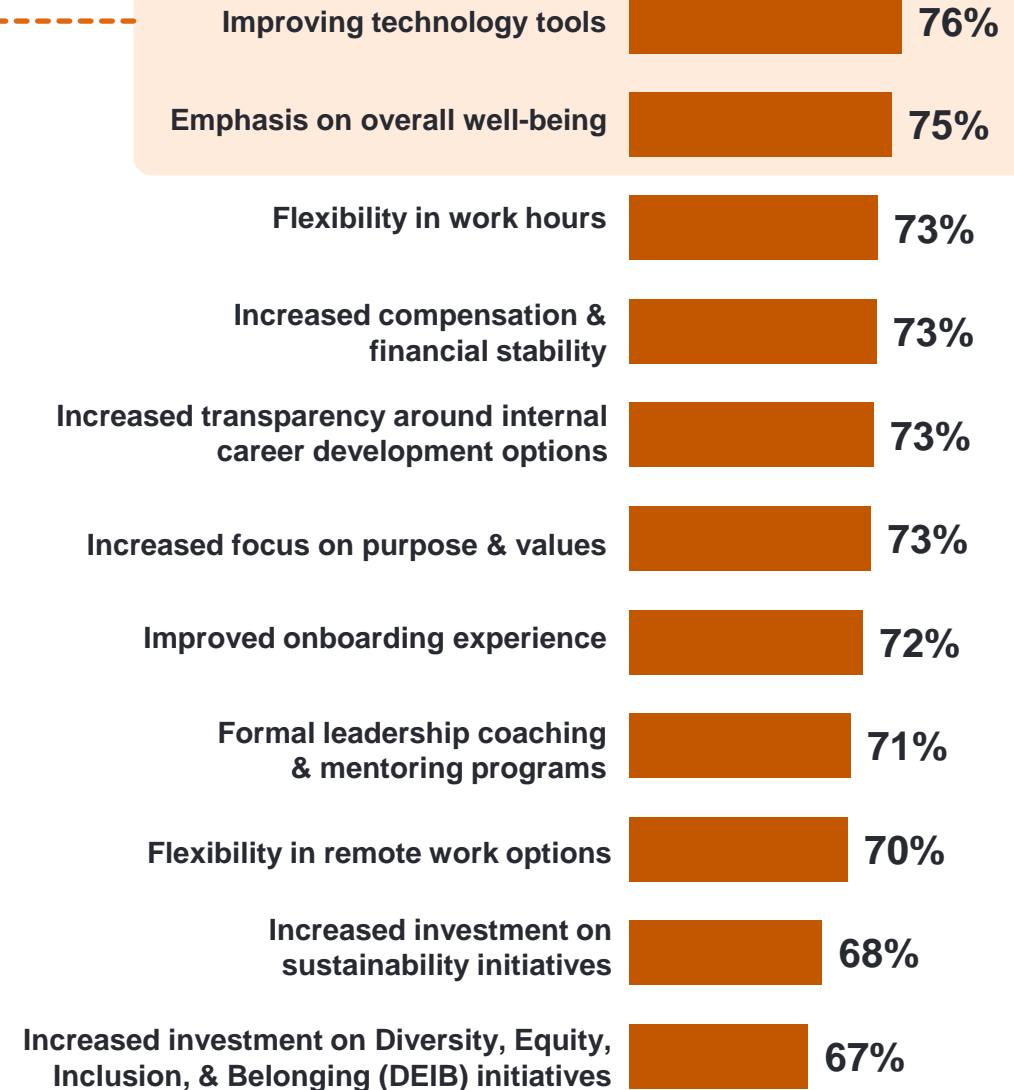 Improving technology tools 76%
Emphasis on overall well-being 75%
Flexibility in work hours 73%
Increased compensation &
financial stability 73%
Increased transparency around internal
career development options 73%
Increased focus on purpose & values 73%
Improved onboarding experience 72%
Formal leadership coaching
& mentoring programs 71%
Flexibility in remote work options 70%
Increased investment on
sustainability initiatives 68%
Increased investment on Diversity, Equity,
Inclusion, & Belonging (DEIB) initiatives 67%